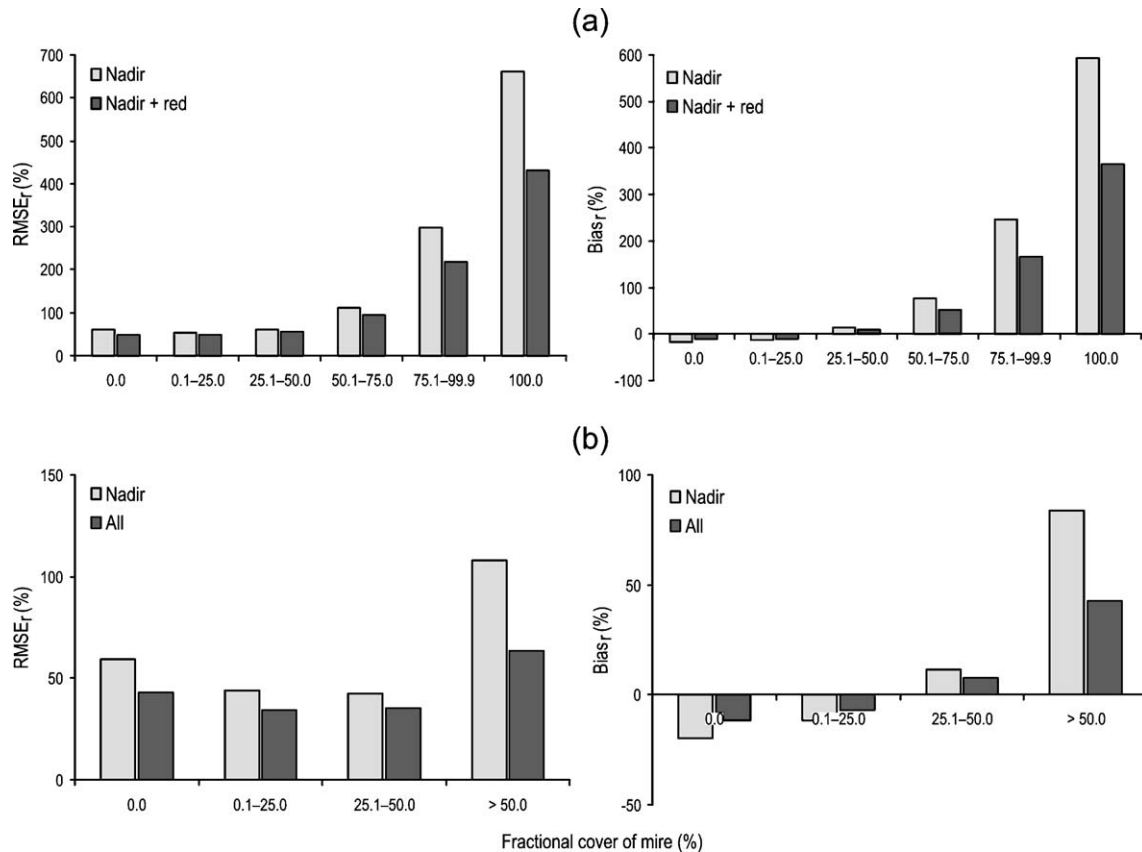 (a)
700
600
500
400
300
200
100
0
RMSEr (%)
Nadir
Nadir + red
0.0 0.1–25.0 25.1–50.0 50.1–75.0 75.1–99.9 100.0
600
500
400
300
200
100
0
-100
Biasr (%)
Nadir
Nadir + red
0.0 0.1–25.0 25.1–50.0 50.1–75.0 75.1–99.9 100.0
(b)
150
100
50
0
RMSEr (%)
Nadir
All
0.0 0.1–25.0 25.1–50.0 > 50.0
100
50
0
-50
Biasr (%)
Nadir
All
0.0 0.1–25.0 25.1–50.0 > 50.0
Fractional cover of mire (%)